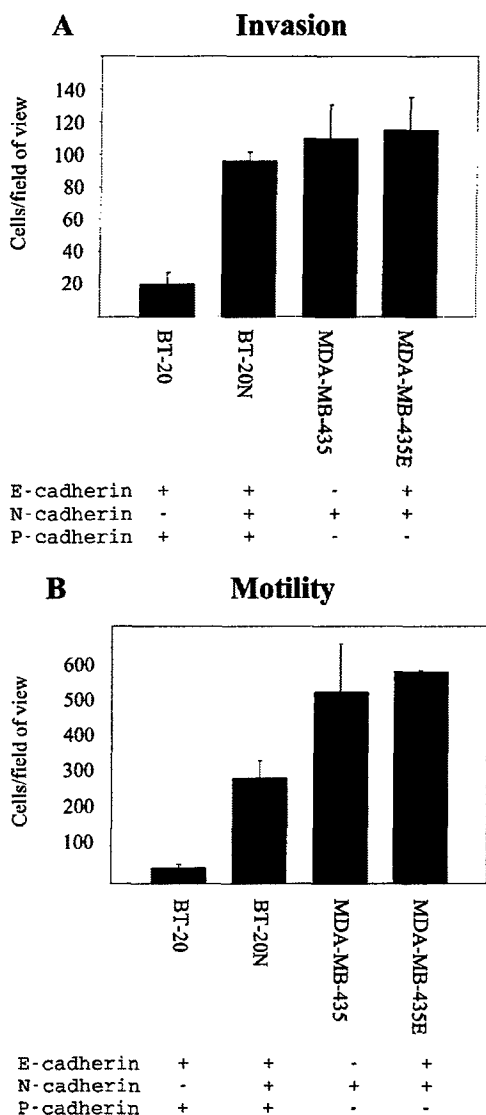 A Invasion
Cells/field of view
140
120
100
80
60
40
20
BT-20
BT-20N
MDA-MB-435
MDA-MB-435E
E-cadherin + + - +
N-cadherin - + + +
P-cadherin + + - -
B Motility
Cells/field of view
600
500
400
300
200
100
BT-20
BT-20N
MDA-MB-435
MDA-MB-435E
E-cadherin + + - +
N-cadherin - + + +
P-cadherin + + - -